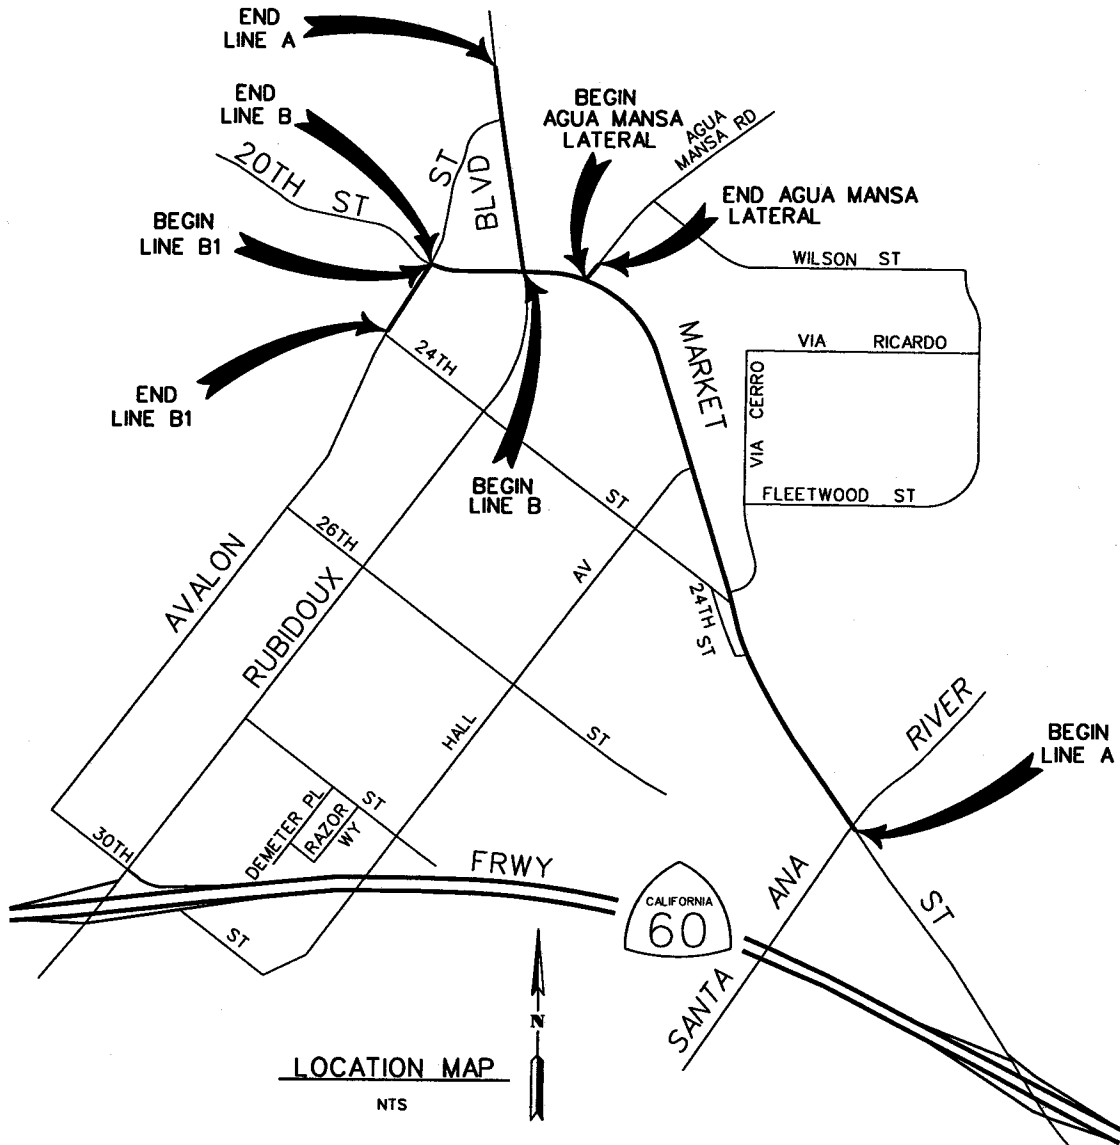 END
LINE A
END
LINE B
BEGIN
AGUA MANSA
LATERAL
AGUA
MANSA RD
20TH ST
ST
BLVD
END AGUA MANSA
LATERAL
BEGIN
LINE B1
WILSON ST
MARKET
VIA RICARDO
24TH
VIA CERRO
END
LINE B1
BEGIN
LINE B
ST
FLEETWOOD ST
26TH
AVALON
AV
RUBIDOUX
24TH ST
RIVER
HALL
ST
BEGIN
LINE A
DEMETER PL
RAZOR
WY
ST
30TH
FRWY
CALIFORNIA
60
ANA
ST
ST
SANTA
N
LOCATION MAP
NTS